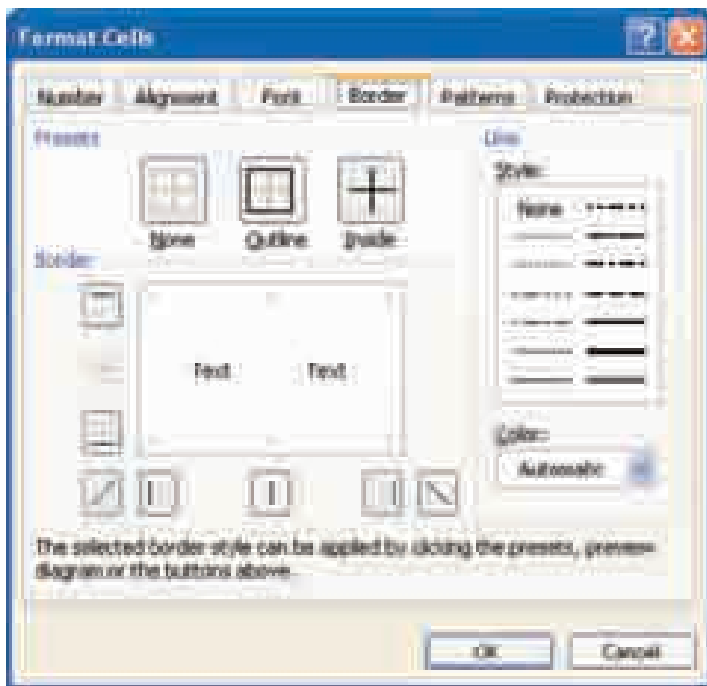 Format Cells
Number Alignment Font Border Patterns Protection
Presets
Line
Style:
None
None Outline Inside
Border
Text Text
Color:
Automatic
The selected border style can be applied by clicking the presets, preview
diagram or the buttons above.
OK Cancel